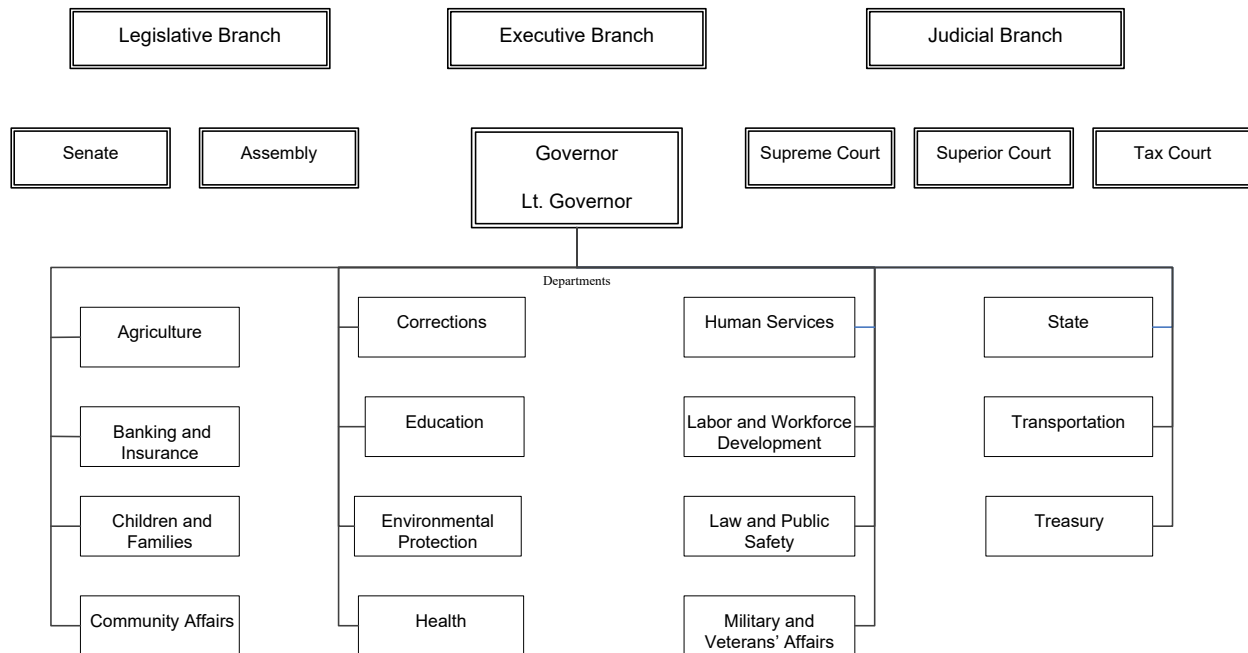 Legislative Branch
Executive Branch
Judicial Branch
Senate
Assembly
Governor
Lt. Governor
Supreme Court
Superior Court
Tax Court
Departments
Agriculture
Banking and
Insurance
Children and
Families
Community Affairs
Corrections
Education
Environmental
Protection
Health
Human Services
Labor and Workforce
Development
Law and Public
Safety
Military and
Veterans’ Affairs
State
Transportation
Treasury